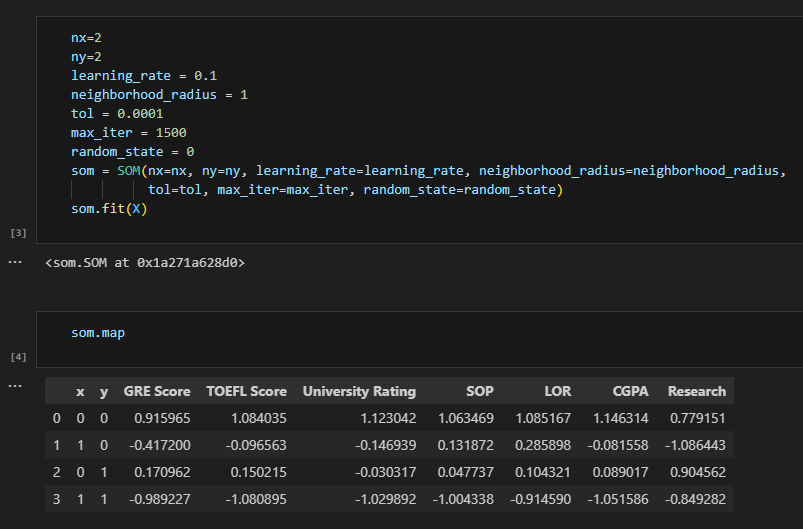 nx=2
ny=2
learning_rate = 0.1
neighborhood_radius = 1
tol = 0.0001
max_iter = 1500
random_state = 0
som = SOM(nx=nx, ny=ny, learning_rate=learning_rate, neighborhood_radius=neighborhood_radius,
tol=tol, max_iter=max_iter, random_state=random_state)
som.fit(X)
[3]
... <som.SOM at 0x1a271a628d0>
som.map
[4]
...
x y GRE Score TOEFL Score University Rating SOP LOR CGPA Research
0 0 0 0.915965 1.084035 1.123042 1.063469 1.085167 1.146314 0.779151
1 1 0 -0.417200 -0.096563 -0.146939 0.131872 0.285898 -0.081558 -1.086443
2 0 1 0.170962 0.150215 -0.030317 0.047737 0.104321 0.089017 0.904562
3 1 1 -0.989227 -1.080895 -1.029892 -1.004338 -0.914590 -1.051586 -0.849282